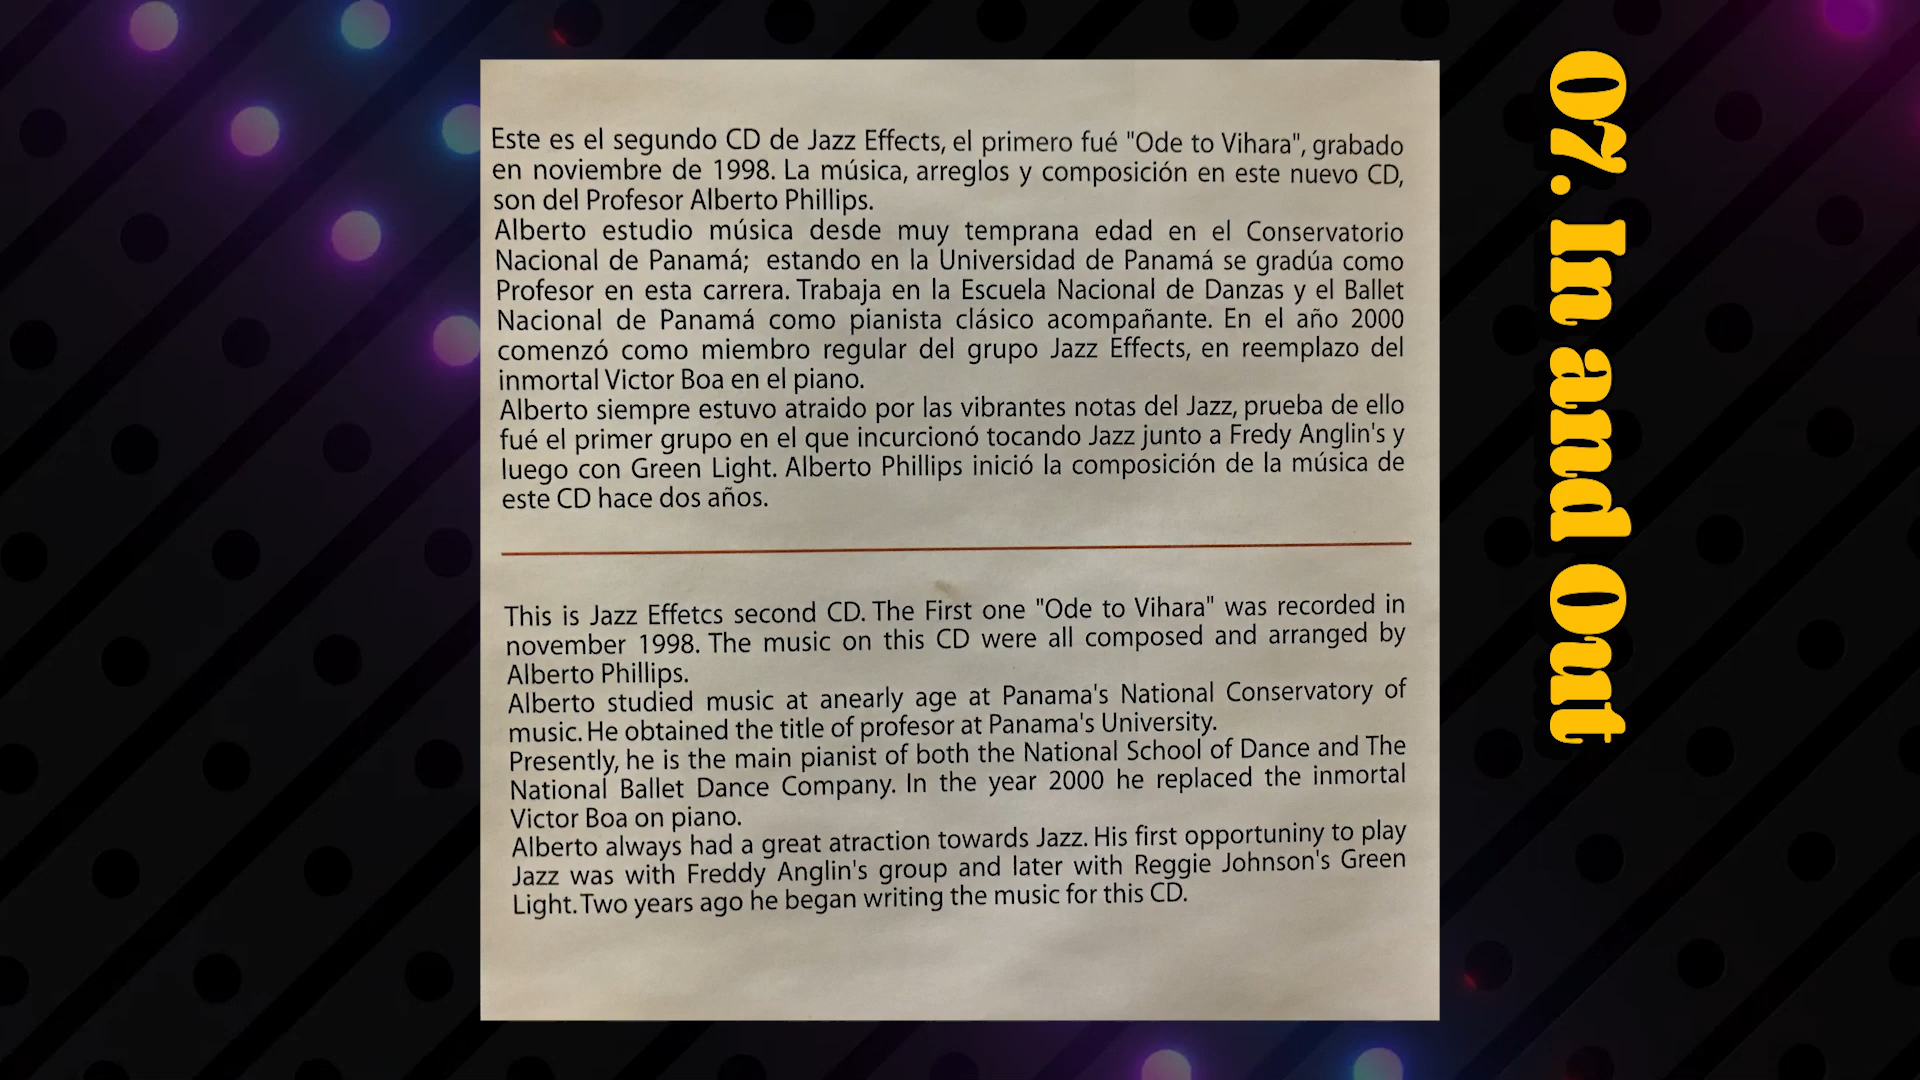 Este es el segundo CD de Jazz Effects, el primero fué "Ode to Vihara", grabado
en noviembre de 1998. La música, arreglos y composición en este nuevo CD,
son del Profesor Alberto Phillips.
Alberto estudio música desde muy temprana edad en el Conservatorio
Nacional de Panamá; estando en la Universidad de Panamá se gradúa como
Profesor en esta carrera. Trabaja en la Escuela Nacional de Danzas y el Ballet
Nacional de Panamá como pianista clásico acompañante. En el año 2000
comenzó como miembro regular del grupo Jazz Effects, en reemplazo del
inmortal Victor Boa en el piano.
Alberto siempre estuvo atraido por las vibrantes notas del Jazz, prueba de ello
fué el primer grupo en el que incurcionó tocando Jazz junto a Fredy Anglin's y
luego con Green Light. Alberto Phillips inició la composición de la música de
este CD hace dos años.
This is Jazz Effetcs second CD. The First one "Ode to Vihara" was recorded in
november 1998. The music on this CD were all composed and arranged by
Alberto Phillips.
Alberto studied music at anearly age at Panama's National Conservatory of
music. He obtained the title of profesor at Panama's University.
Presently, he is the main pianist of both the National School of Dance and The
National Ballet Dance Company. In the year 2000 he replaced the inmortal
Victor Boa on piano.
Alberto always had a great atraction towards Jazz. His first opportuniny to play
Jazz was with Freddy Anglin's group and later with Reggie Johnson's Green
Light. Two years ago he began writing the music for this CD.
07. In and Out